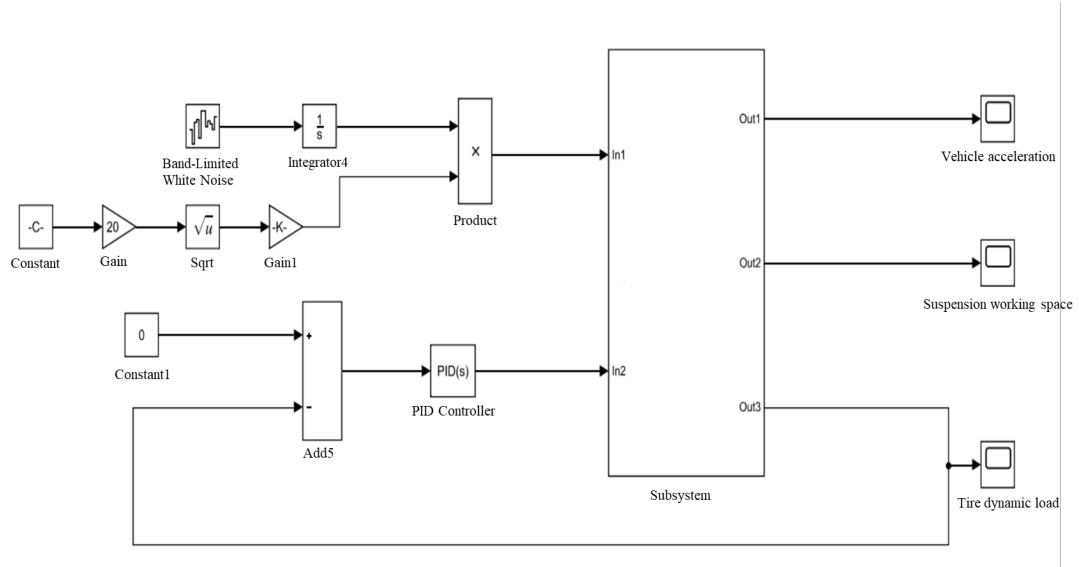 Band-Limited
White Noise
1
s
Integrator4
X
Product
-C-
Constant
20
Gain
√u
Sqrt
-K-
Gain1
0
Constant1
+
-
Add5
PID(s)
PID Controller
In1
In2
Out1
Out2
Out3
Subsystem
Vehicle acceleration
Suspension working space
Tire dynamic load